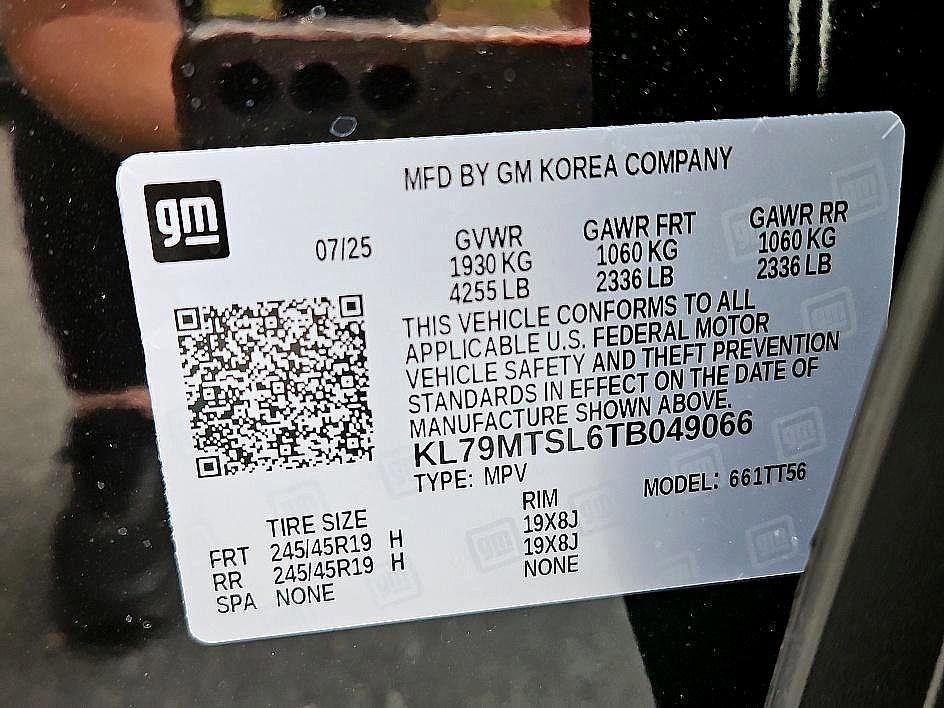 MFD BY GM KOREA COMPANY
gm
07/25
GVWR
1930 KG
4255 LB
GAWR FRT
1060 KG
2336 LB
GAWR RR
1060 KG
2336 LB
THIS VEHICLE CONFORMS TO ALL
APPLICABLE U.S. FEDERAL MOTOR
VEHICLE SAFETY AND THEFT PREVENTION
STANDARDS IN EFFECT ON THE DATE OF
MANUFACTURE SHOWN ABOVE.
KL79MTSL6TB049066
TYPE: MPV
MODEL: 661TT56
TIRE SIZE RIM
FRT 245/45R19 H 19X8J
RR 245/45R19 H 19X8J
SPA NONE NONE